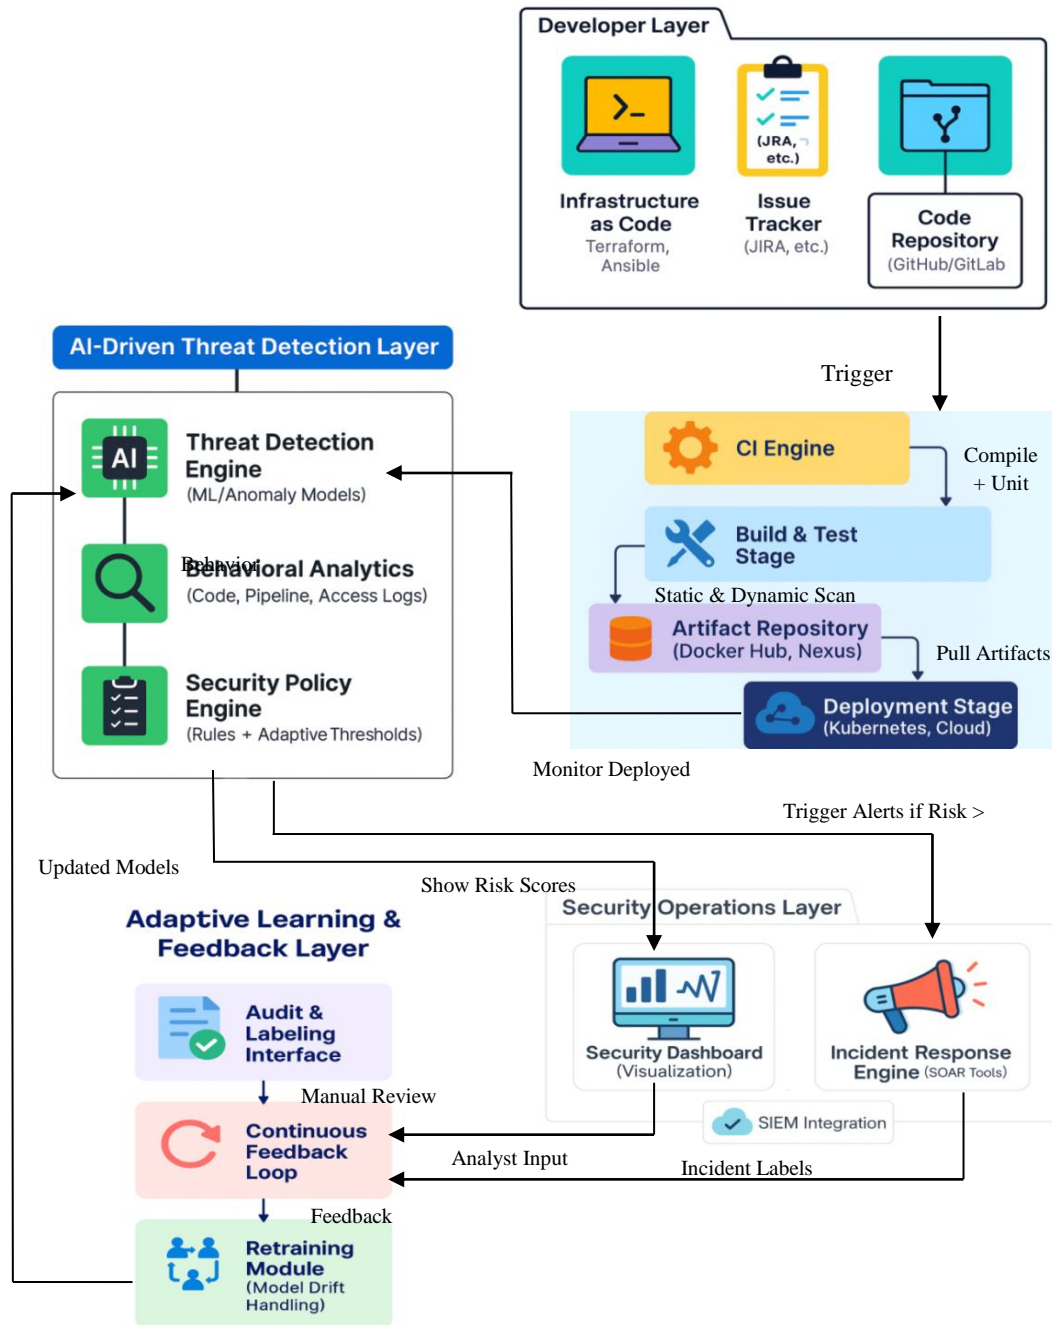 Developer Layer
(JRA,
etc.)
Infrastructure
as Code
Terraform,
Ansible
Issue
Tracker
(JIRA, etc.)
Code
Repository
(GitHub/GitLab
Trigger
CI Engine
Compile
+ Unit
Build & Test
Stage
Static & Dynamic Scan
Artifact Repository
(Docker Hub, Nexus)
Pull Artifacts
Deployment Stage
(Kubernetes, Cloud)
AI-Driven Threat Detection Layer
AI
Threat Detection
Engine
(ML/Anomaly Models)
Behavior
Behavioral Analytics
(Code, Pipeline, Access Logs)
Security Policy
Engine
(Rules + Adaptive Thresholds)
Monitor Deployed
Trigger Alerts if Risk >
Updated Models
Show Risk Scores
Security Operations Layer
Security Dashboard
(Visualization)
Incident Response
Engine (SOAR Tools)
SIEM Integration
Adaptive Learning &
Feedback Layer
Audit &
Labeling
Interface
Manual Review
Continuous
Feedback
Loop
Analyst Input
Incident Labels
Feedback
Retraining
Module
(Model Drift
Handling)